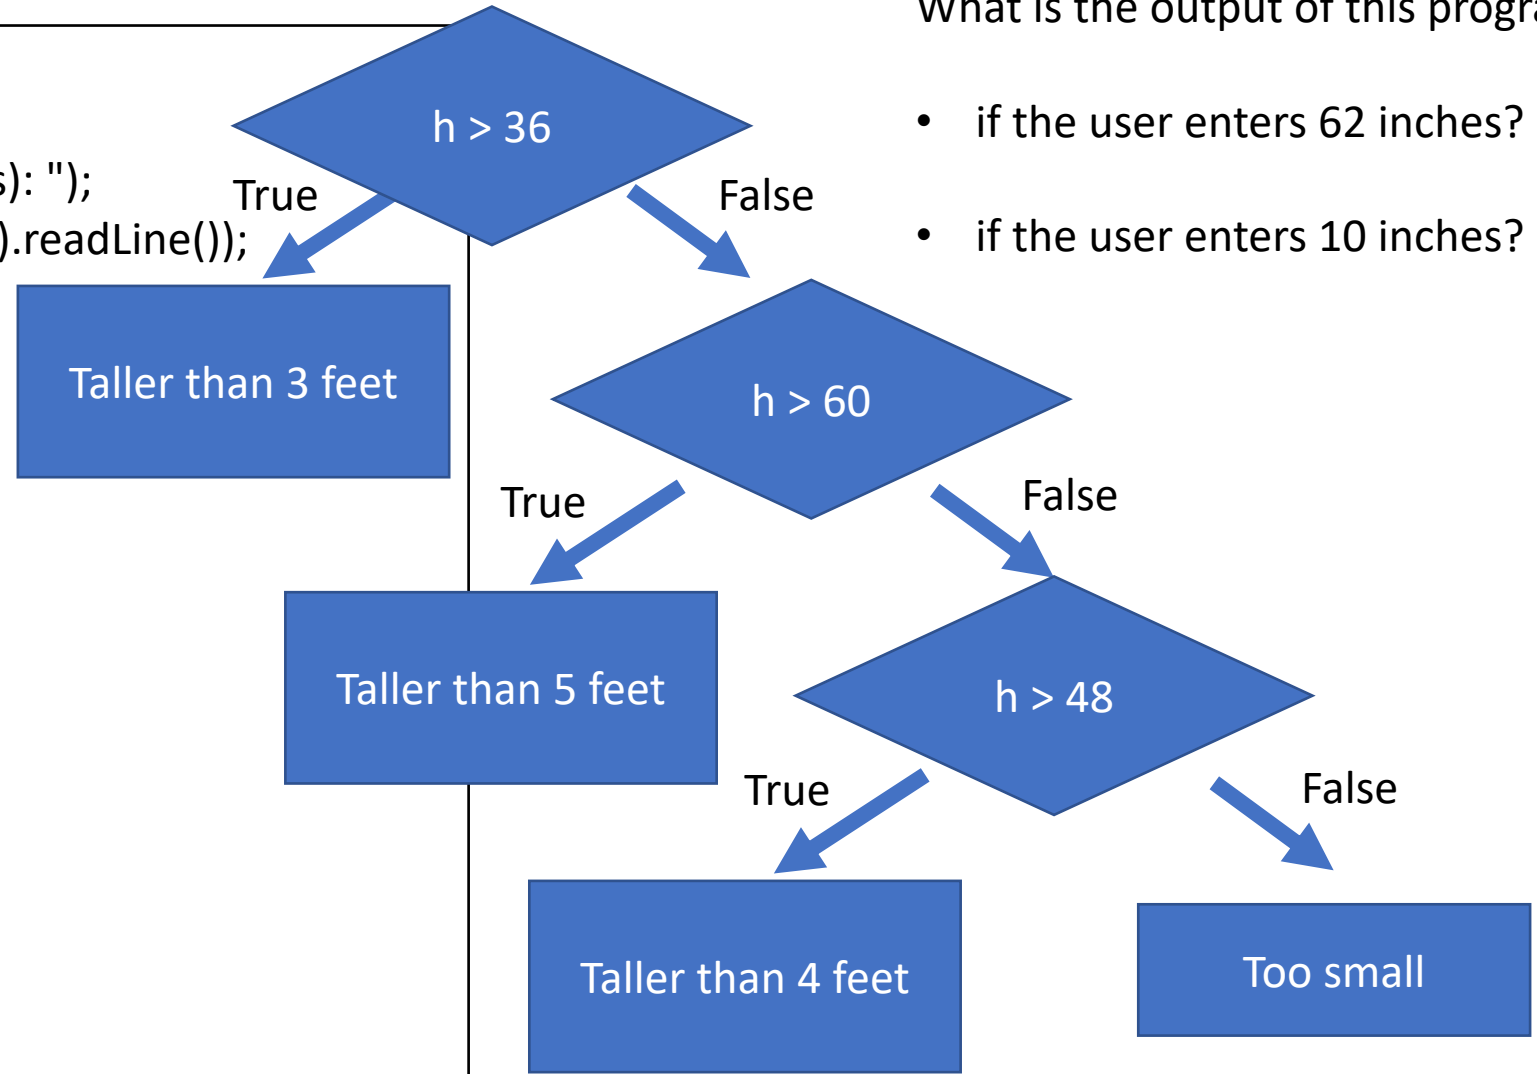 What is the output of this progra
• if the user enters 62 inches?
• if the user enters 10 inches?
s): ");
).readLine());
h > 36
True
False
Taller than 3 feet
h > 60
True
False
Taller than 5 feet
h > 48
True
False
Taller than 4 feet
Too small